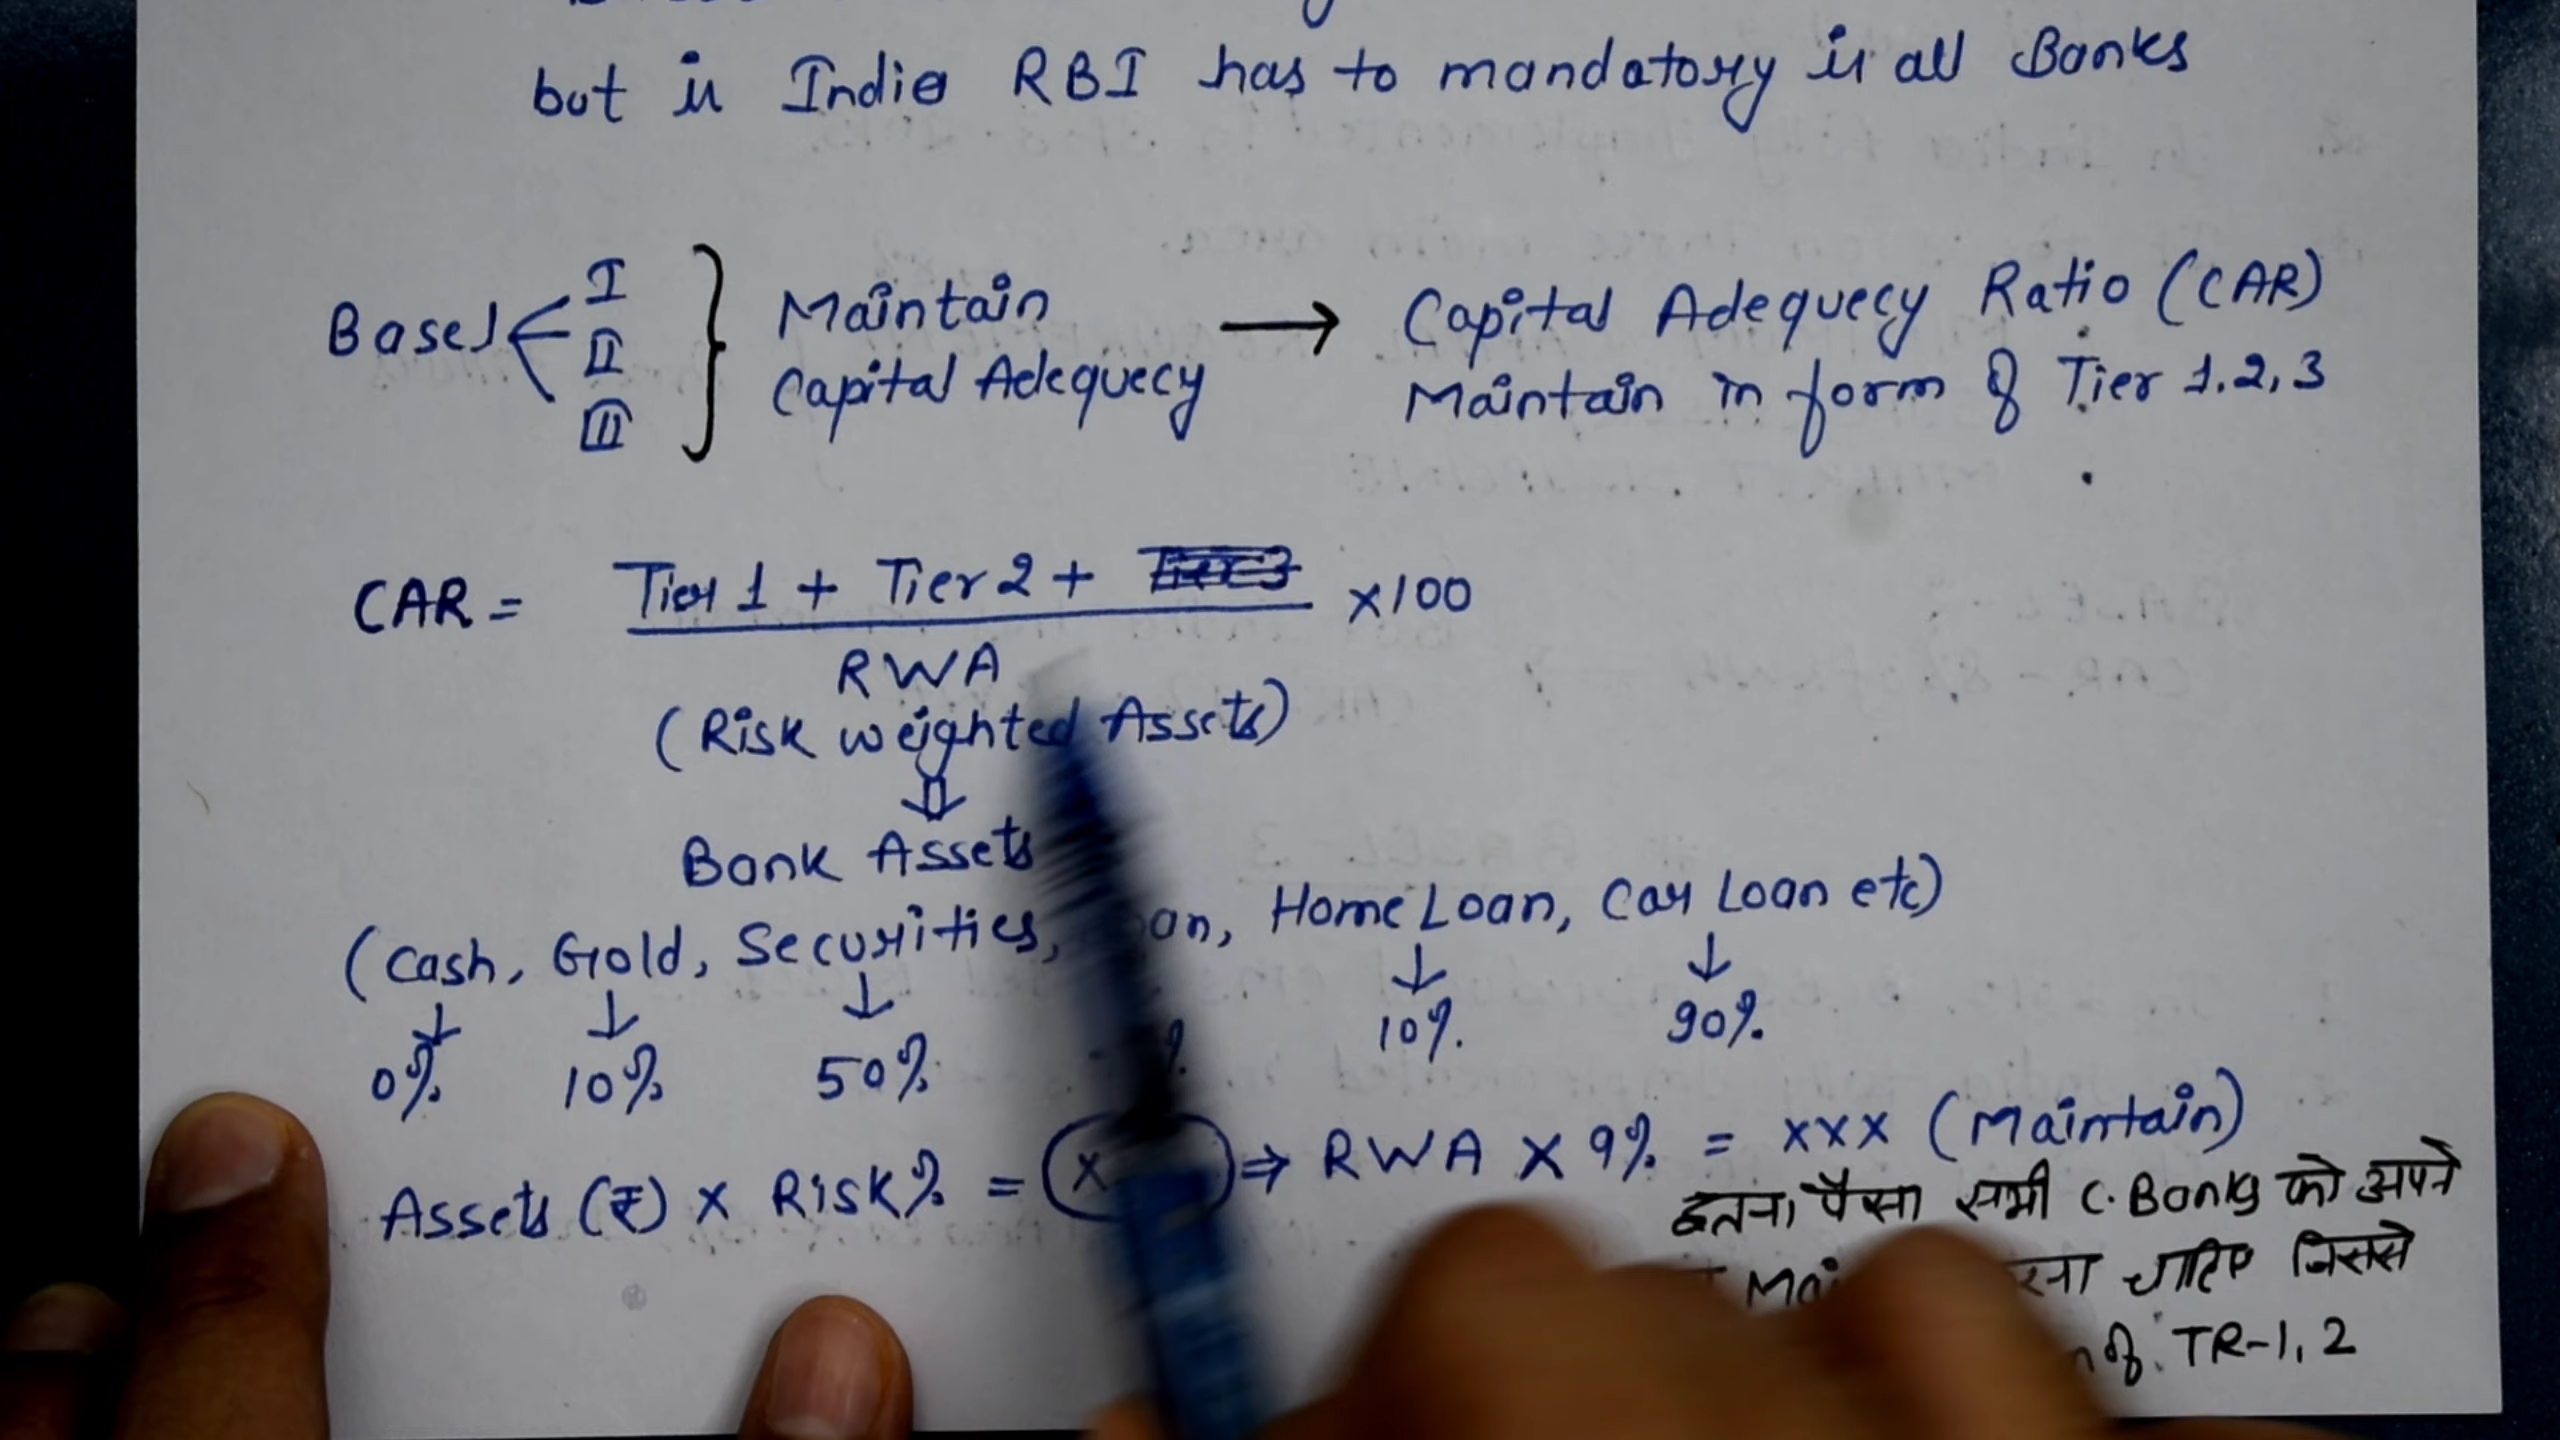 but in India RBI has to mandatory in all Banks
Basel I II III } Maintain Capital Adequecy → Capital Adequecy Ratio (CAR)
Maintain in form of Tier 1.2,3
CAR = Tier 1 + Tier 2 + ×100
RWA
(Risk weighted Assets)
Bank Assets
(Cash, Gold, Securities, Home Loan, Car Loan etc)
0% 10% 50% 10% 90%
Assets (₹) × Risk% = ⇒ RWA × 9% = xxx (Maintain)
इतना पैसा सभी C. Banks को अपने
चाहिए जिससे
of TR-1, 2